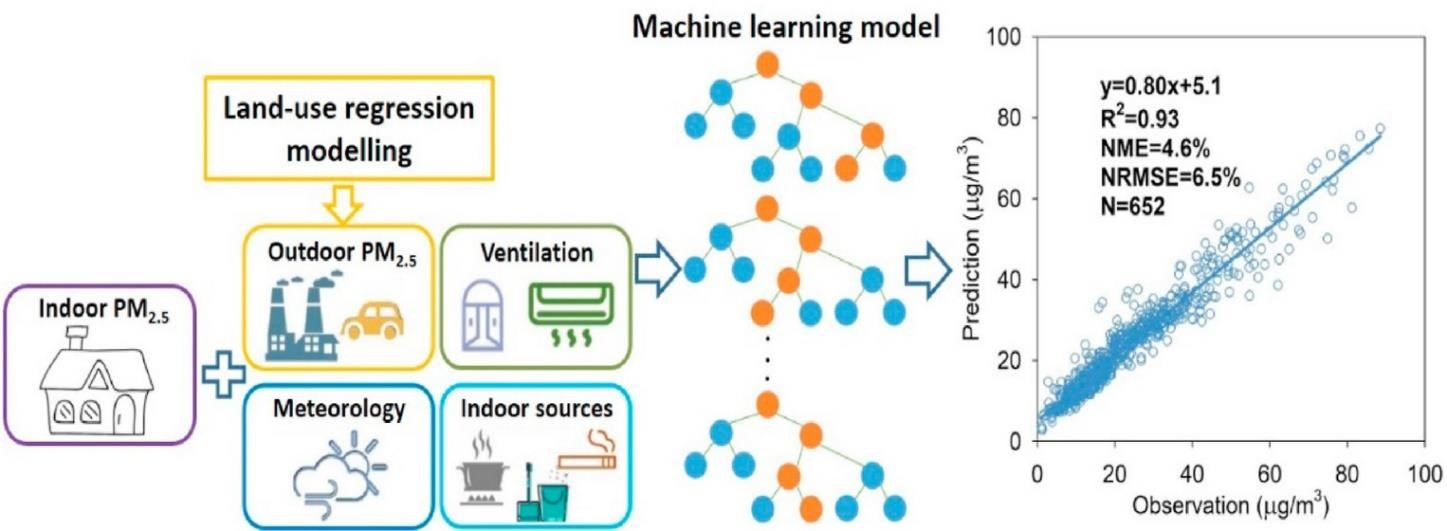 Machine learning model
Land-use regression
modelling
Outdoor PM2.5
Ventilation
Indoor PM2.5
Meteorology
Indoor sources
y=0.80x+5.1
R²=0.93
NME=4.6%
NRMSE=6.5%
N=652
Prediction (µg/m³)
100
80
60
40
20
0
0 20 40 60 80 100
Observation (µg/m³)